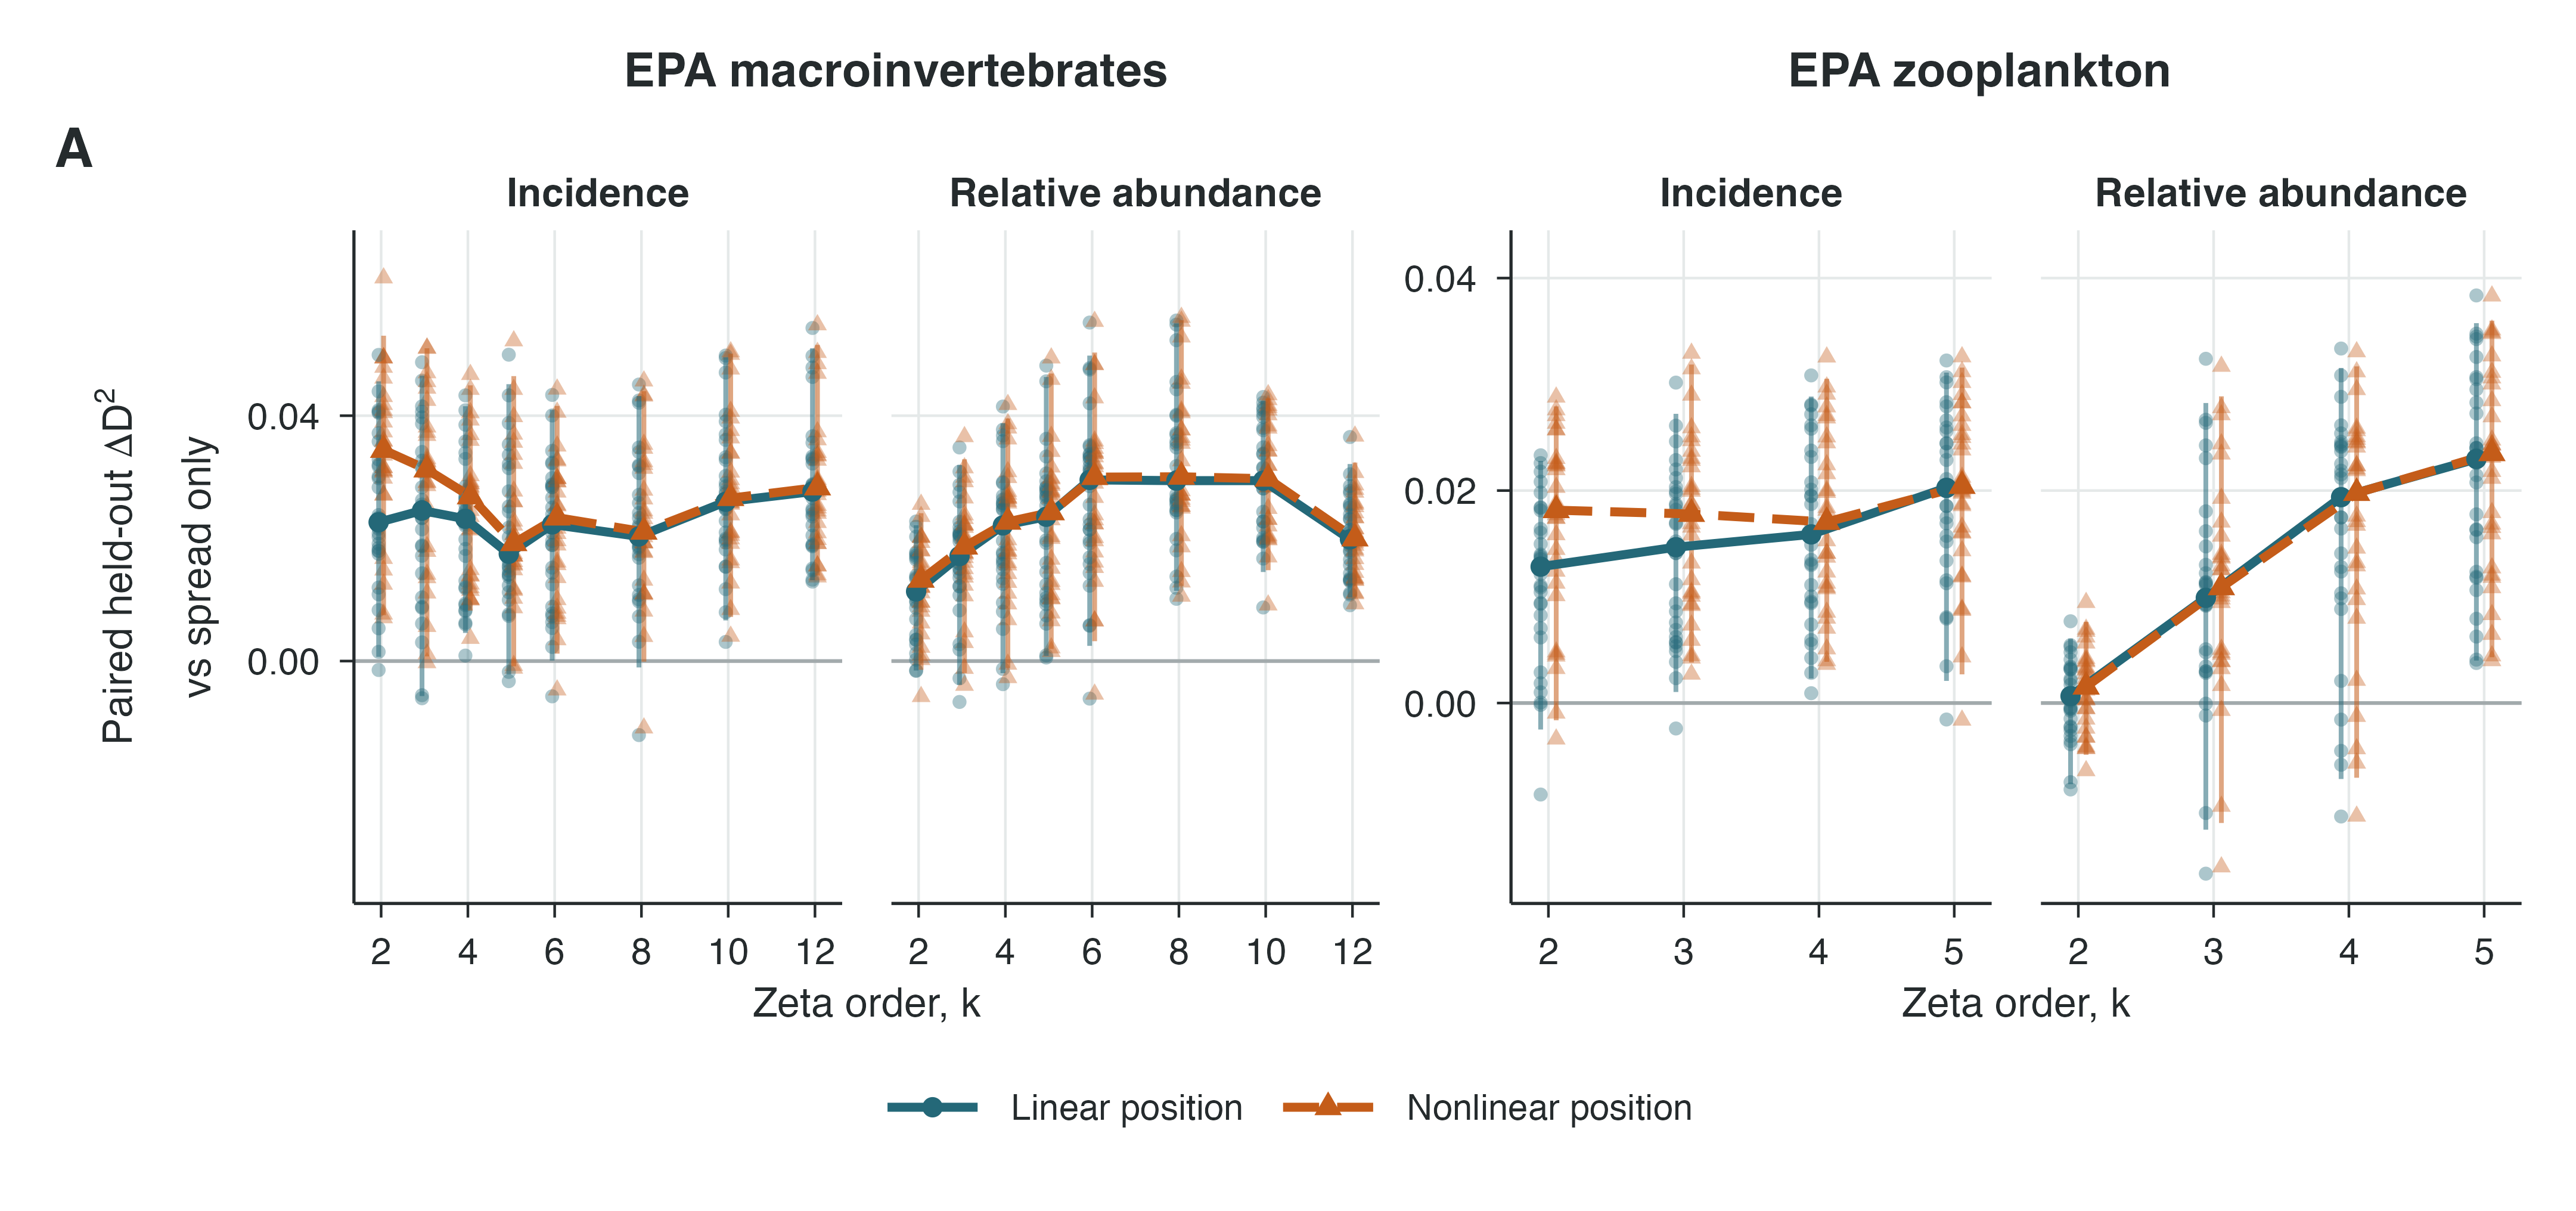 EPA macroinvertebrates
EPA zooplankton
A
Incidence
Relative abundance
Incidence
Relative abundance
Paired held-out ΔD²
vs spread only
0.04
0.00
0.04
0.02
0.00
2 4 6 8 10 12
2 4 6 8 10 12
2 3 4 5
2 3 4 5
Zeta order, k
Zeta order, k
Linear position
Nonlinear position